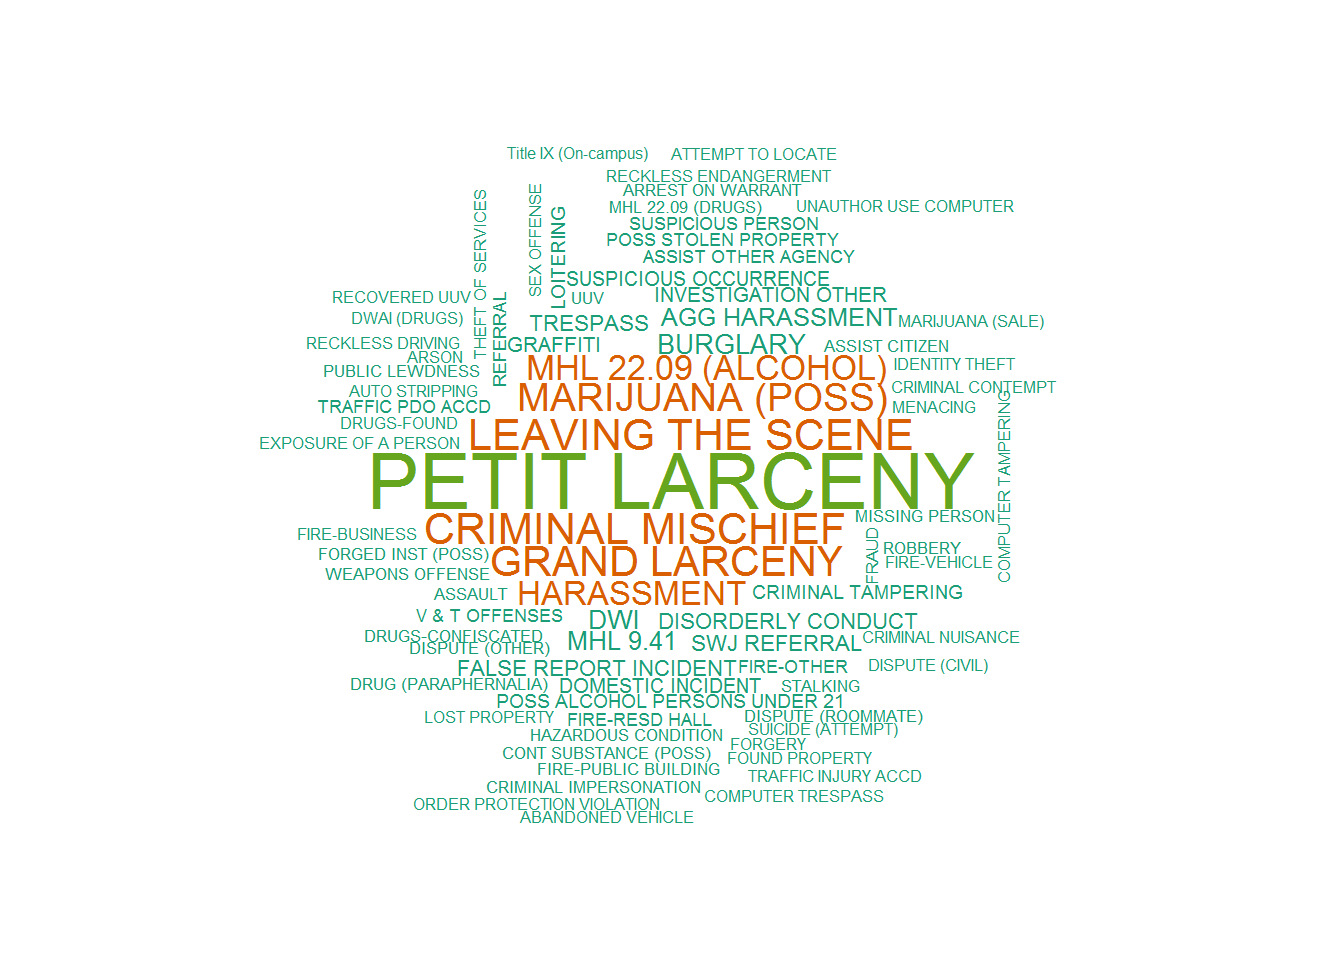 Title IX (On-campus)
ATTEMPT TO LOCATE
RECKLESS ENDANGERMENT
ARREST ON WARRANT
MHL 22.09 (DRUGS)
UNAUTHOR USE COMPUTER
SUSPICIOUS PERSON
POSS STOLEN PROPERTY
ASSIST OTHER AGENCY
THEFT OF SERVICES
SEX OFFENSE
LOITERING
SUSPICIOUS OCCURRENCE
RECOVERED UUV
UUV
INVESTIGATION OTHER
DWAI (DRUGS)
REFERRAL
TRESPASS
AGG HARASSMENT
MARIJUANA (SALE)
RECKLESS DRIVING
GRAFFITI
BURGLARY
ASSIST CITIZEN
ARSON
PUBLIC LEWDNESS
MHL 22.09 (ALCOHOL)
IDENTITY THEFT
AUTO STRIPPING
MARIJUANA (POSS)
CRIMINAL CONTEMPT
TRAFFIC PDO ACCD
MENACING
DRUGS-FOUND
EXPOSURE OF A PERSON
LEAVING THE SCENE
COMPUTER TAMPERING
PETIT LARCENY
MISSING PERSON
FIRE-BUSINESS
CRIMINAL MISCHIEF
FRAUD
ROBBERY
FORGED INST (POSS)
GRAND LARCENY
FIRE-VEHICLE
WEAPONS OFFENSE
ASSAULT
HARASSMENT
CRIMINAL TAMPERING
V & T OFFENSES
DWI
DISORDERLY CONDUCT
DRUGS-CONFISCATED
DISPUTE (OTHER)
MHL 9.41
SWJ REFERRAL
CRIMINAL NUISANCE
FALSE REPORT INCIDENT
FIRE-OTHER
DISPUTE (CIVIL)
DRUG (PARAPHERNALIA)
DOMESTIC INCIDENT
STALKING
POSS ALCOHOL PERSONS UNDER 21
LOST PROPERTY
FIRE-RESD HALL
DISPUTE (ROOMMATE)
HAZARDOUS CONDITION
SUICIDE (ATTEMPT)
FORGERY
CONT SUBSTANCE (POSS)
FOUND PROPERTY
FIRE-PUBLIC BUILDING
TRAFFIC INJURY ACCD
CRIMINAL IMPERSONATION
COMPUTER TRESPASS
ORDER PROTECTION VIOLATION
ABANDONED VEHICLE